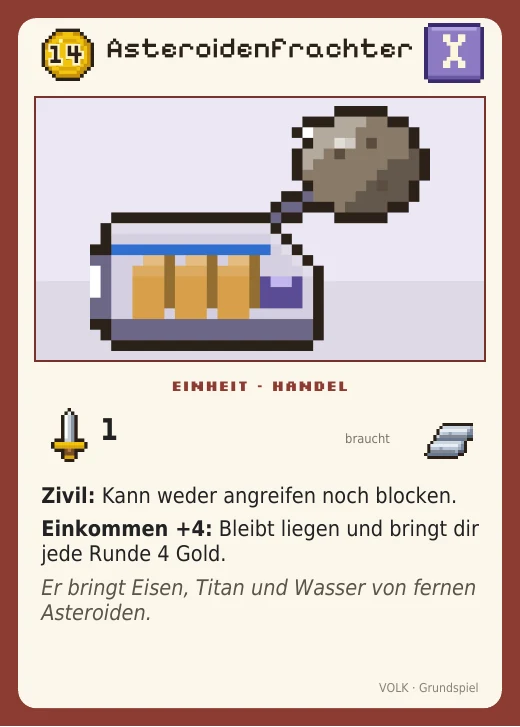 14 Asteroidenfrachter X
EINHEIT · HANDEL
1 braucht
Zivil: Kann weder angreifen noch blocken.
Einkommen +4: Bleibt liegen und bringt dir
jede Runde 4 Gold.
Er bringt Eisen, Titan und Wasser von fernen
Asteroiden.
VOLK · Grundspiel